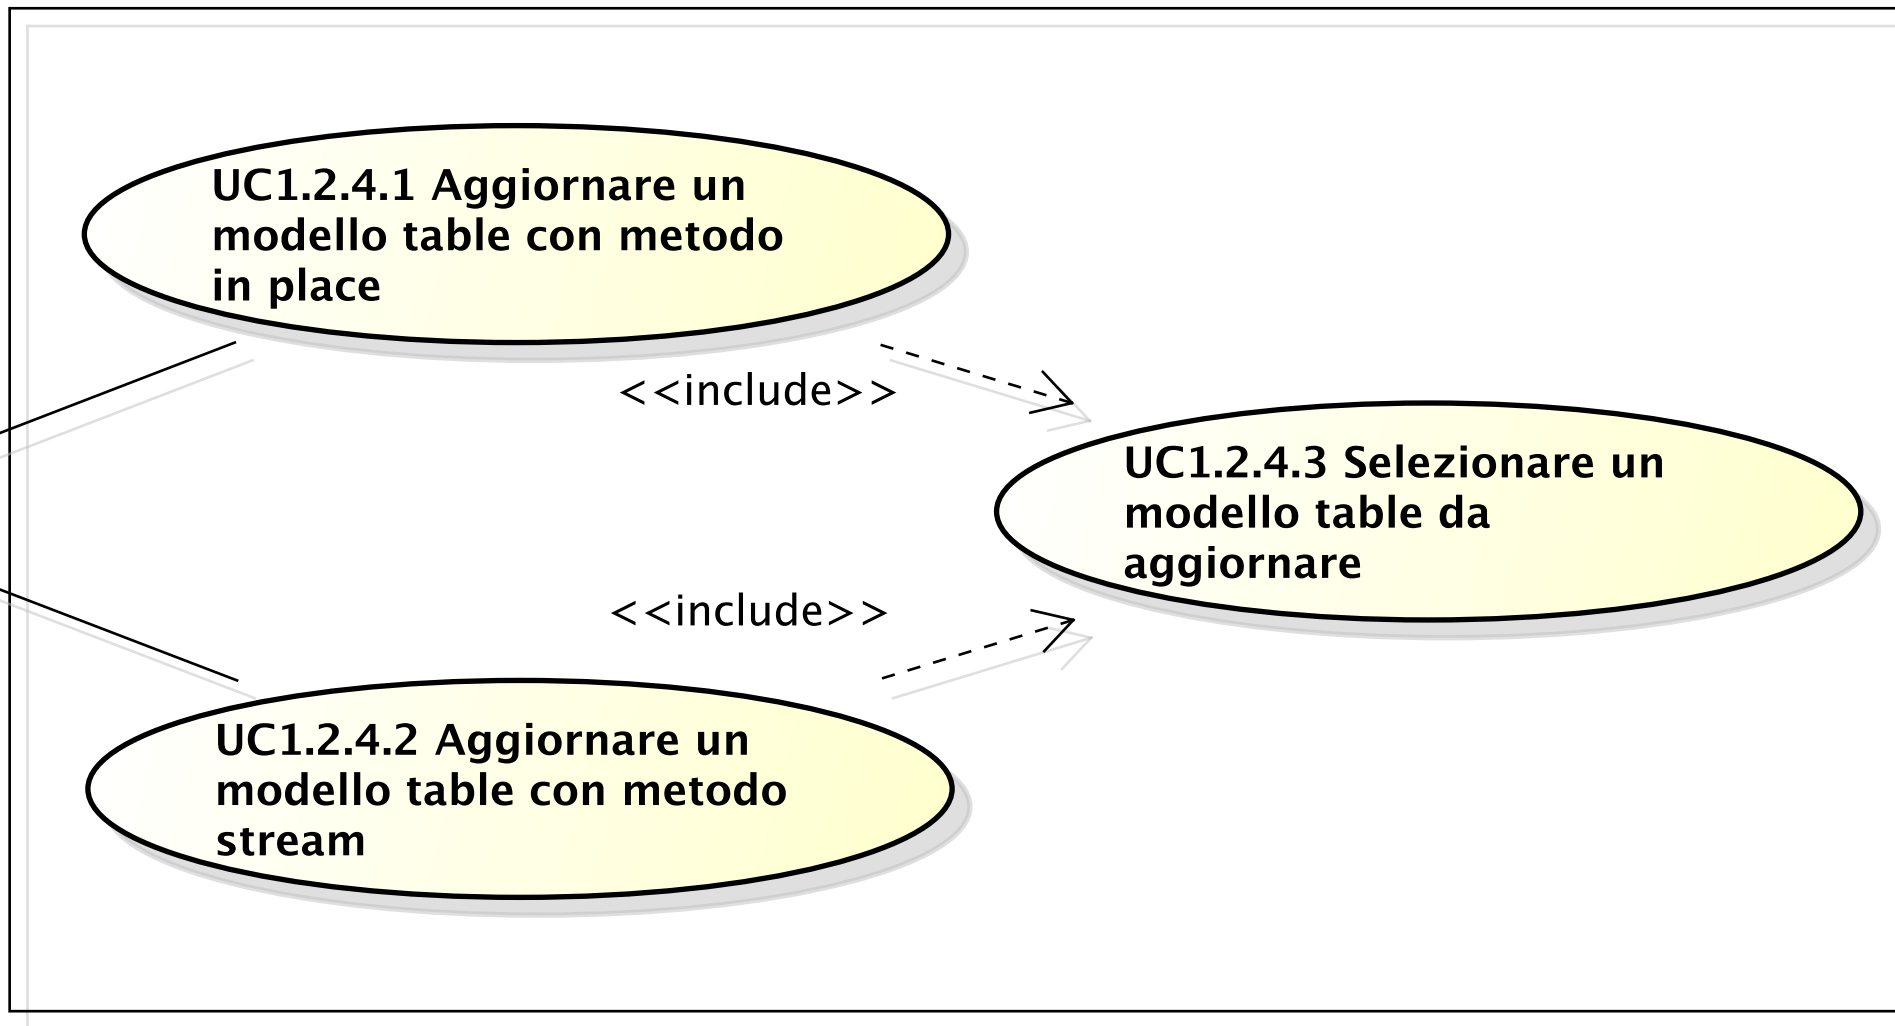 UC1.2.4.1 Aggiornare un
modello table con metodo
in place
<<include>>
UC1.2.4.3 Selezionare un
modello table da
aggiornare
<<include>>
UC1.2.4.2 Aggiornare un
modello table con metodo
stream